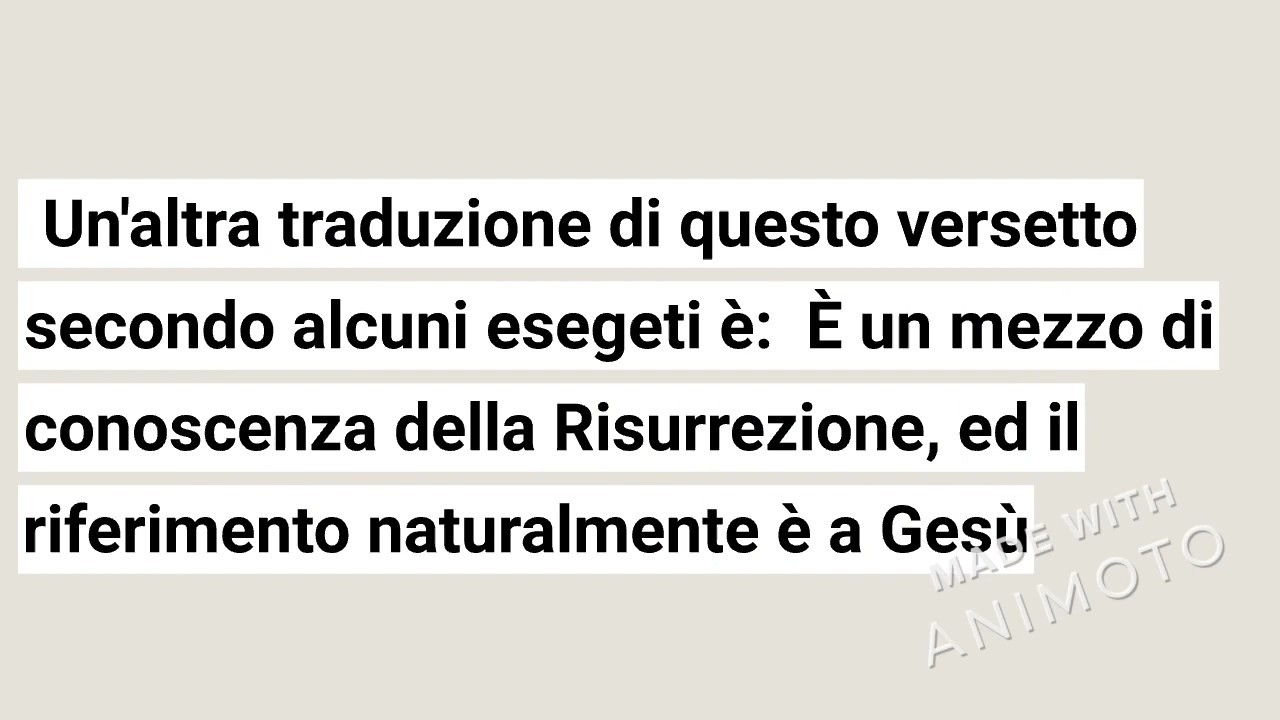 Un'altra traduzione di questo versetto
secondo alcuni esegeti è: È un mezzo di
conoscenza della Risurrezione, ed il
riferimento naturalmente è a Gesù
MADE WITH
ANIMOTO